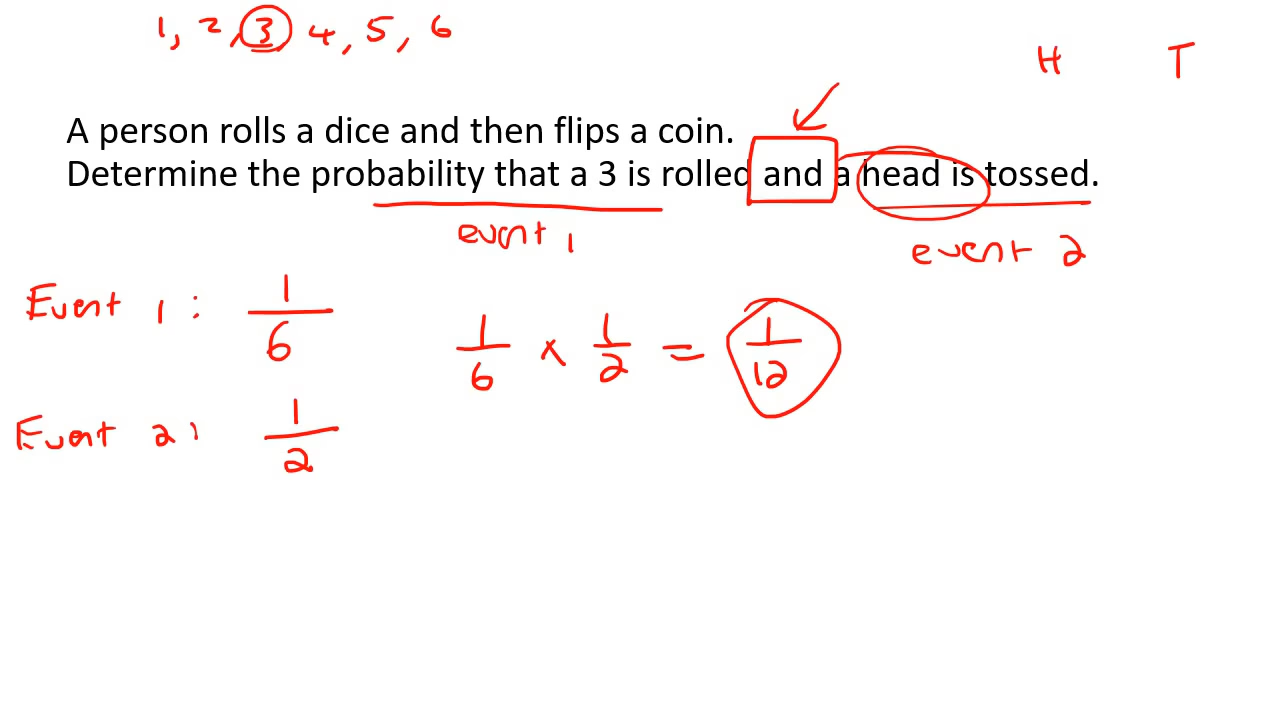 1, 2, 3 4, 5, 6
H T
A person rolls a dice and then flips a coin.
Determine the probability that a 3 is rolled and a head is tossed.
event 1
event 2
Event 1 : 1/6
1/6 × 1/2 = 1/12
Event 2: 1/2